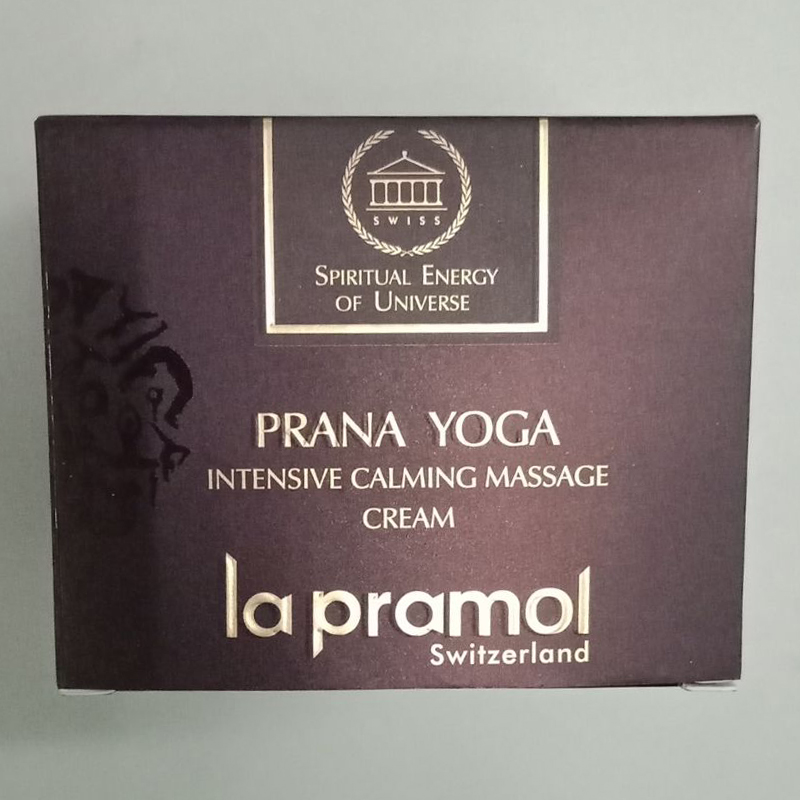 SWISS
SPIRITUAL ENERGY
OF UNIVERSE
PRANA YOGA
INTENSIVE CALMING MASSAGE
CREAM
la pramol
Switzerland